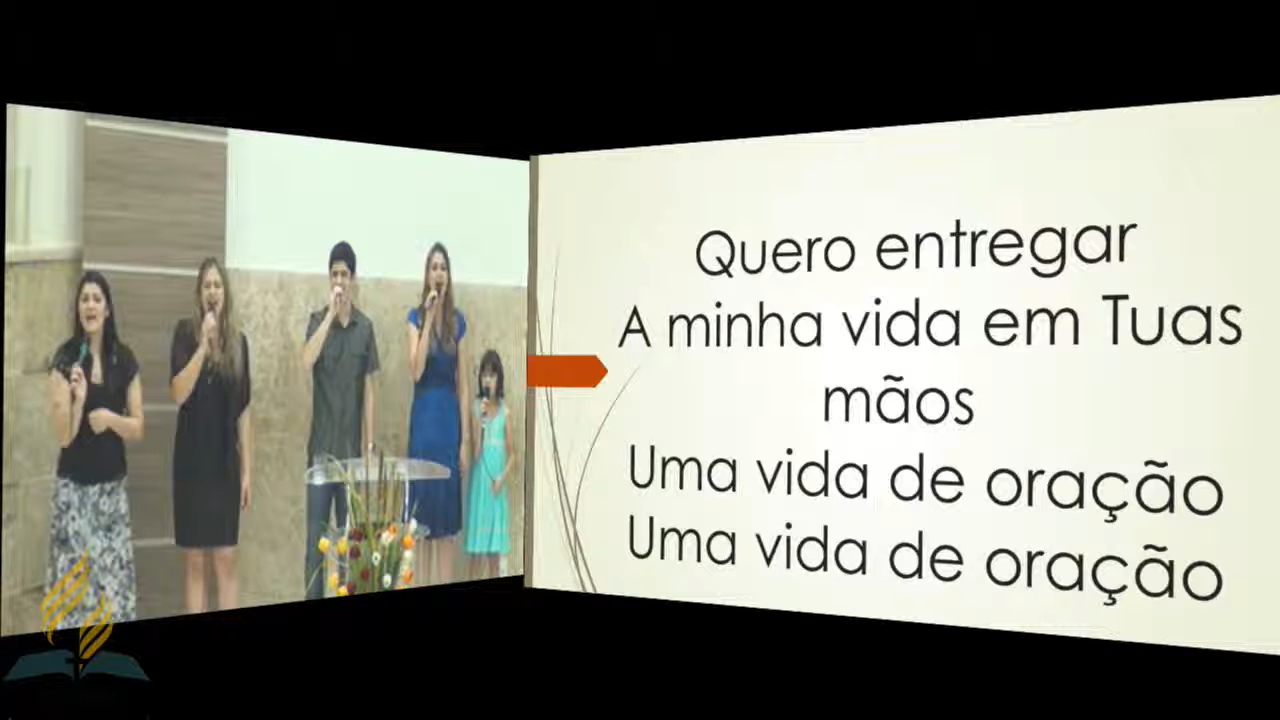 Quero entregar
A minha vida em Tuas
mãos
Uma vida de oração
Uma vida de oração